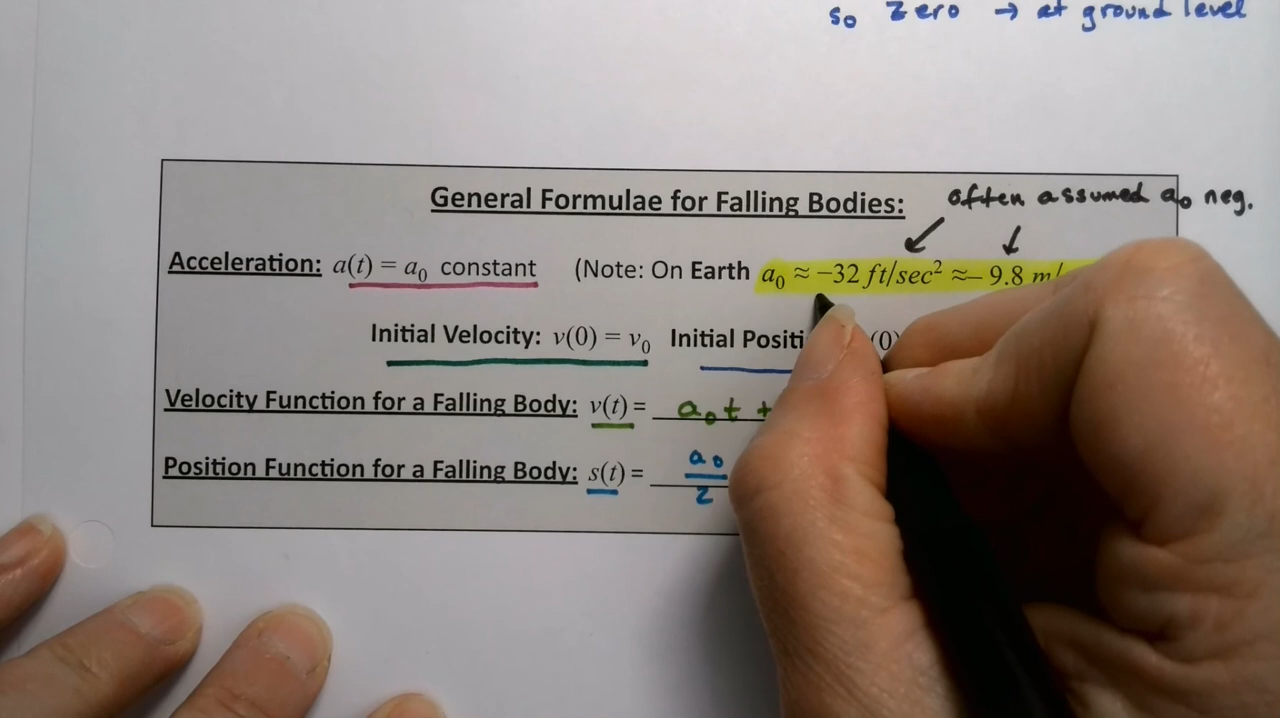 so Zero → at ground level
General Formulae for Falling Bodies:
often assumed a₀ neg.
Acceleration: a(t) = a₀ constant (Note: On Earth a₀ ≈ −32 ft/sec² ≈ − 9.8 m/
Initial Velocity: v(0) = v₀ Initial (0)
Velocity Function for a Falling Body: v(t) = a₀t +
Position Function for a Falling Body: s(t) = a₀/2